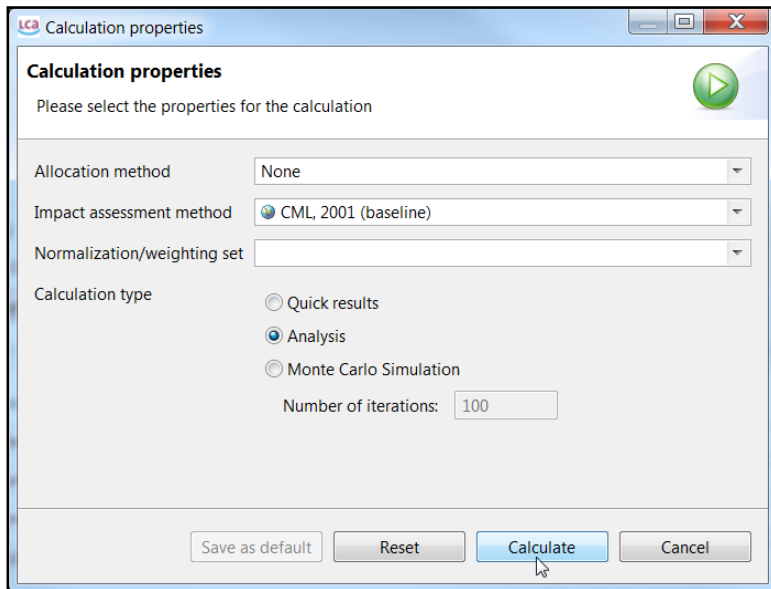 LCa Calculation properties
Calculation properties
Please select the properties for the calculation
Allocation method None
Impact assessment method CML, 2001 (baseline)
Normalization/weighting set
Calculation type
Quick results
Analysis
Monte Carlo Simulation
Number of iterations: 100
Save as default Reset Calculate Cancel